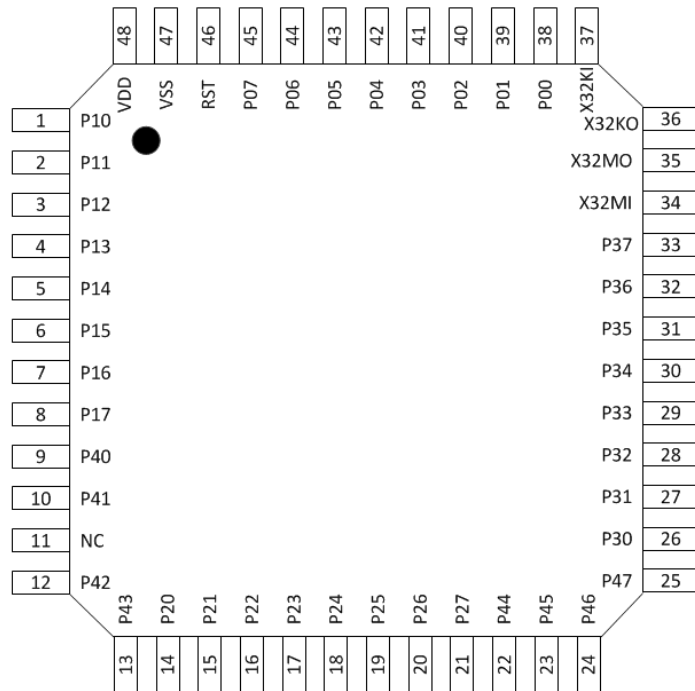 48 47 46 45 44 43 42 41 40 39 38 37
VDD VSS RST P07 P06 P05 P04 P03 P02 P01 P00 X32KI
1 P10 X32KO 36
2 P11 X32MO 35
3 P12 X32MI 34
4 P13 P37 33
5 P14 P36 32
6 P15 P35 31
7 P16 P34 30
8 P17 P33 29
9 P40 P32 28
10 P41 P31 27
11 NC P30 26
12 P42 P47 25
P43 P20 P21 P22 P23 P24 P25 P26 P27 P44 P45 P46
13 14 15 16 17 18 19 20 21 22 23 24